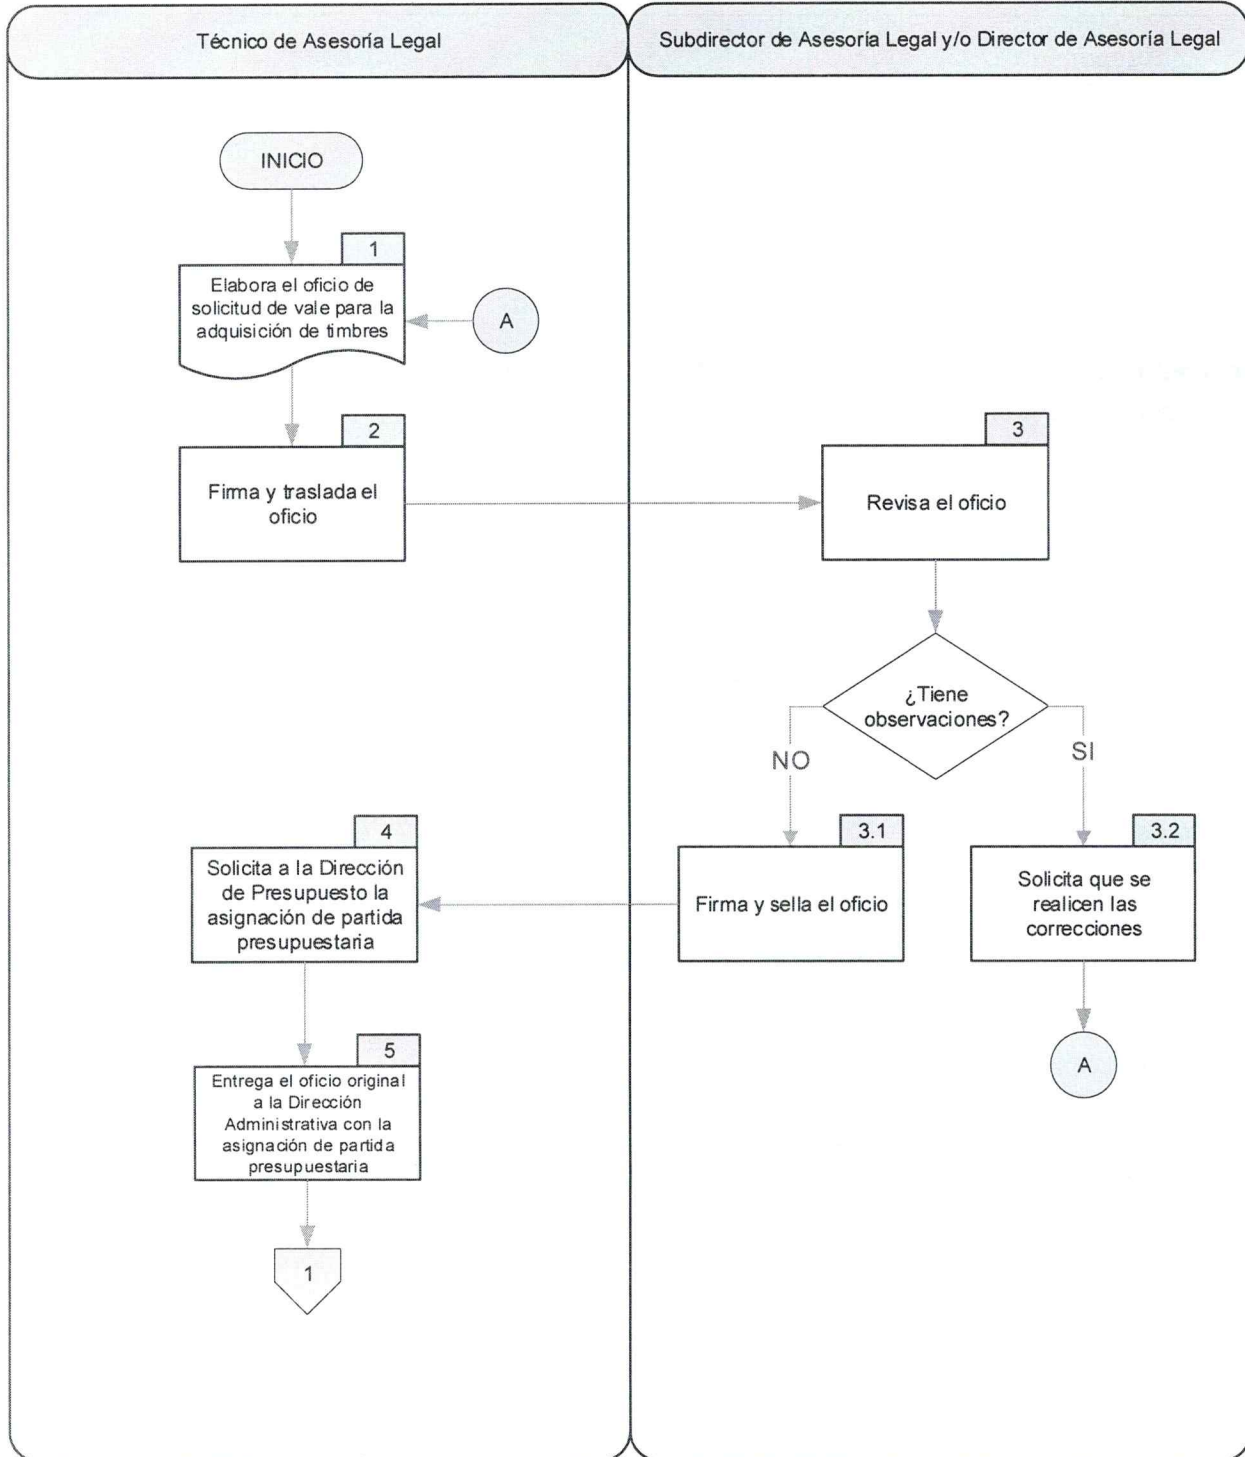 Técnico de Asesoría Legal
Subdirector de Asesoría Legal y/o Director de Asesoría Legal
INICIO
1
Elabora el oficio de
solicitud de vale para la
adquisición de timbres
A
2
Firma y traslada el
oficio
3
Revisa el oficio
¿Tiene
observaciones?
NO
SI
3.1
Firma y sella el oficio
3.2
Solicita que se
realicen las
correcciones
A
4
Solicita a la Dirección
de Presupuesto la
asignación de partida
presupuestaria
5
Entrega el oficio original
a la Dirección
Administrativa con la
asignación de partida
presupuestaria
1